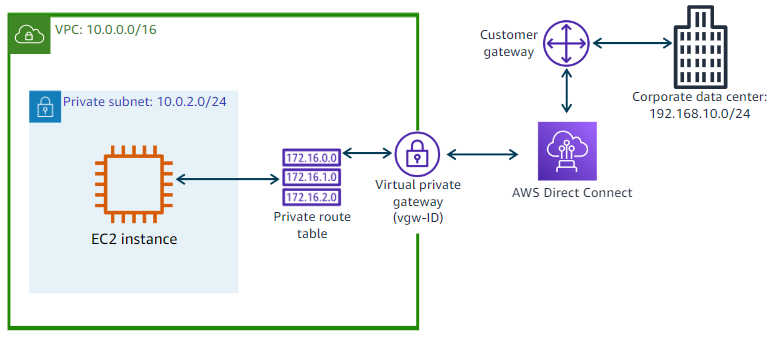 VPC: 10.0.0.0/16
Private subnet: 10.0.2.0/24
EC2 instance
172.16.0.0
172.16.1.0
172.16.2.0
Private route
table
Virtual private
gateway
(vgw-ID)
AWS Direct Connect
Customer
gateway
Corporate data center:
192.168.10.0/24